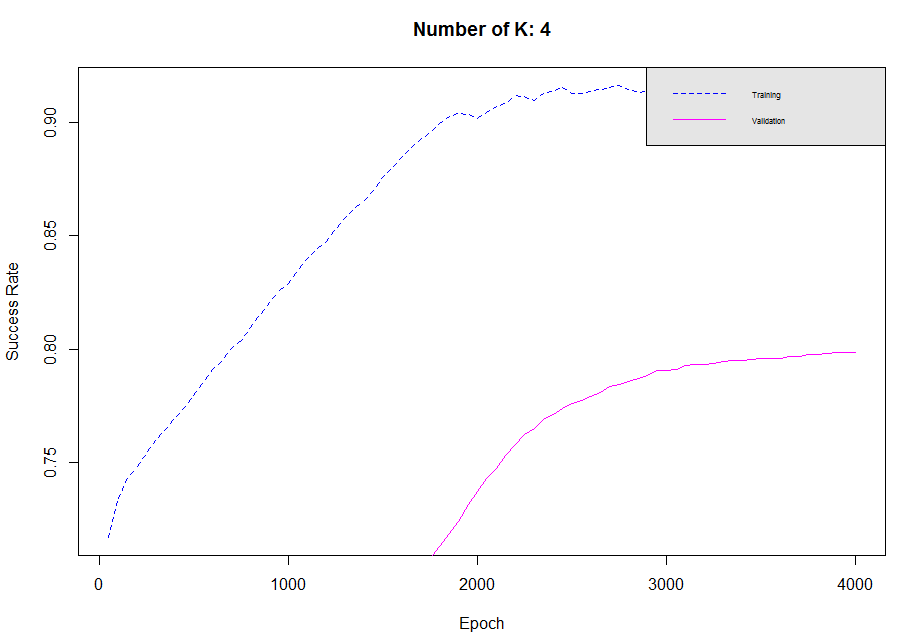 Number of K: 4
Training
Validation
0.90
0.85
0.80
0.75
Success Rate
0 1000 2000 3000 4000
Epoch